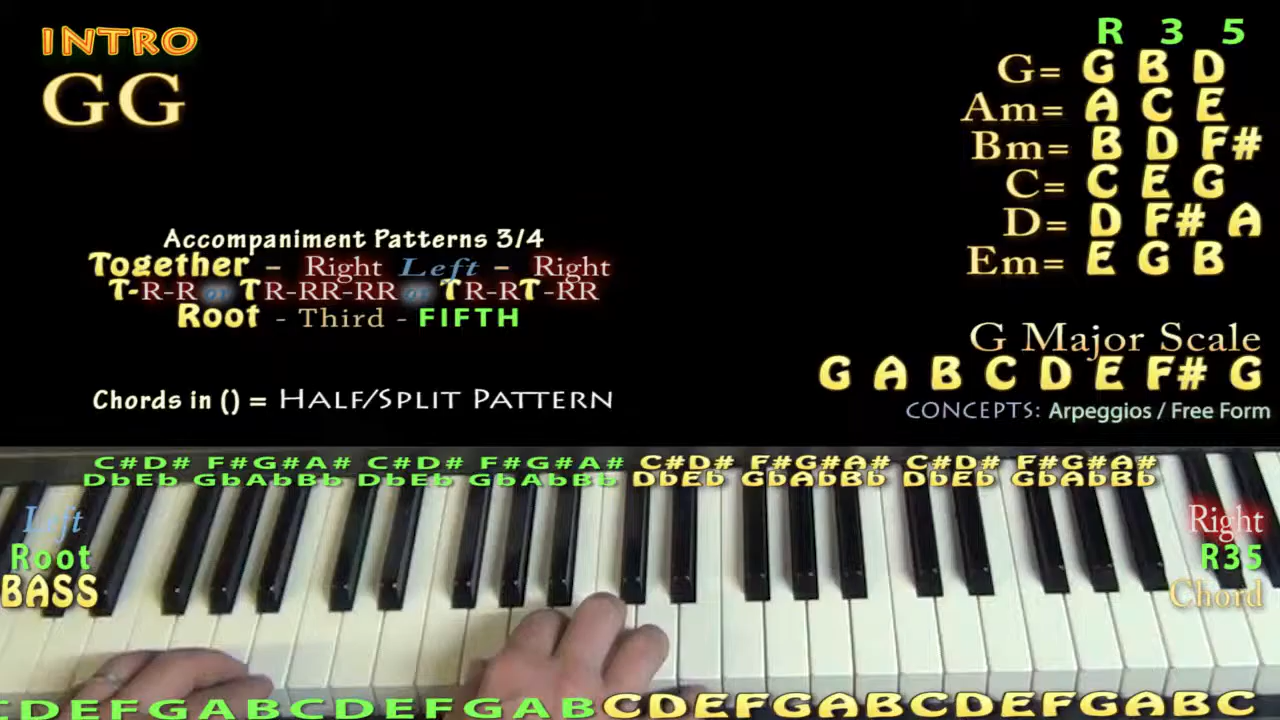 INTRO
GG
R 3 5
G= G B D
Am= A C E
Bm= B D F#
C= C E G
D= D F# A
Em= E G B
Accompaniment Patterns 3/4
Together - Right Left - Right
T-R-R or TR-RR-RR or TR-RT-RR
Root - Third - FIFTH
G Major Scale
G A B C D E F# G
Chords in () = HALF/SPLIT PATTERN
CONCEPTS: Arpeggios / Free Form
C#D# F#G#A# C#D# F#G#A# C#D# F#G#A# C#D# F#G#A#
DbEb GbAbBb DbEb GbAbBb DbEb GbAbBb DbEb GbAbBb
Left
Root
BASS
Right
R35
Chord
CDEFGABCDEFGABCDEFGABCDEFGABC